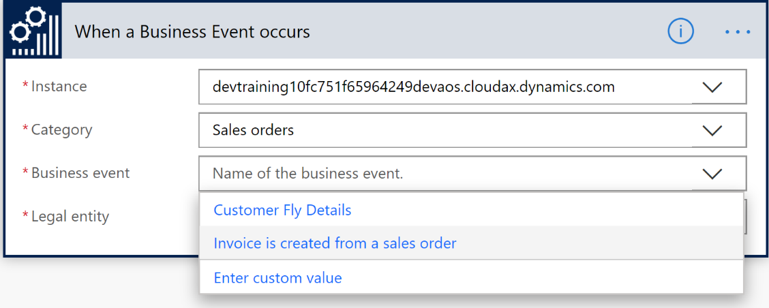 When a Business Event occurs
* Instance devtraining10fc751f65964249devaos.cloudax.dynamics.com
* Category Sales orders
* Business event Name of the business event.
* Legal entity
Customer Fly Details
Invoice is created from a sales order
Enter custom value